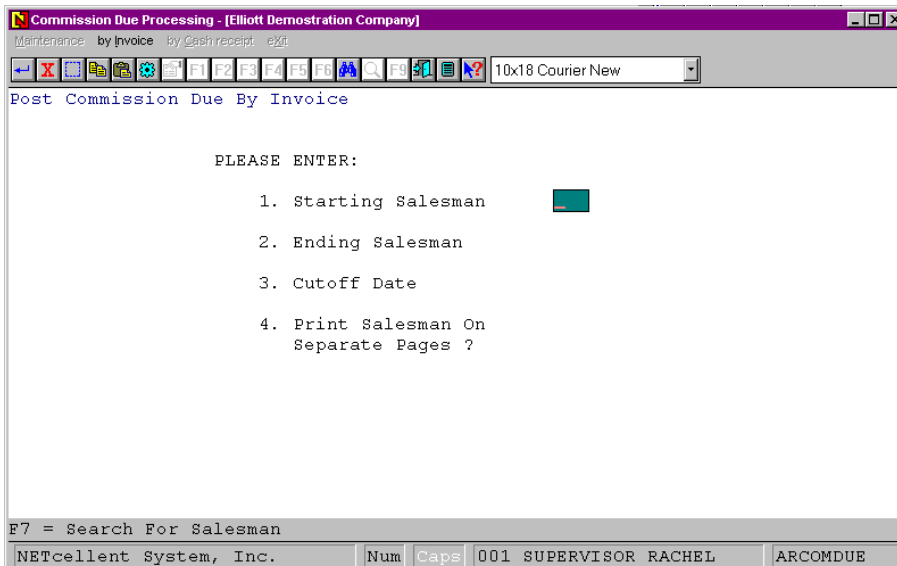 Commission Due Processing - [Elliott Demostration Company]
Maintenance by Invoice by Cash receipt eXit
F1 F2 F3 F4 F5 F6 F9 10x18 Courier New
Post Commission Due By Invoice
PLEASE ENTER:
1. Starting Salesman
2. Ending Salesman
3. Cutoff Date
4. Print Salesman On
Separate Pages ?
F7 = Search For Salesman
NETcellent System, Inc. Num Caps 001 SUPERVISOR RACHEL ARCOMDUE